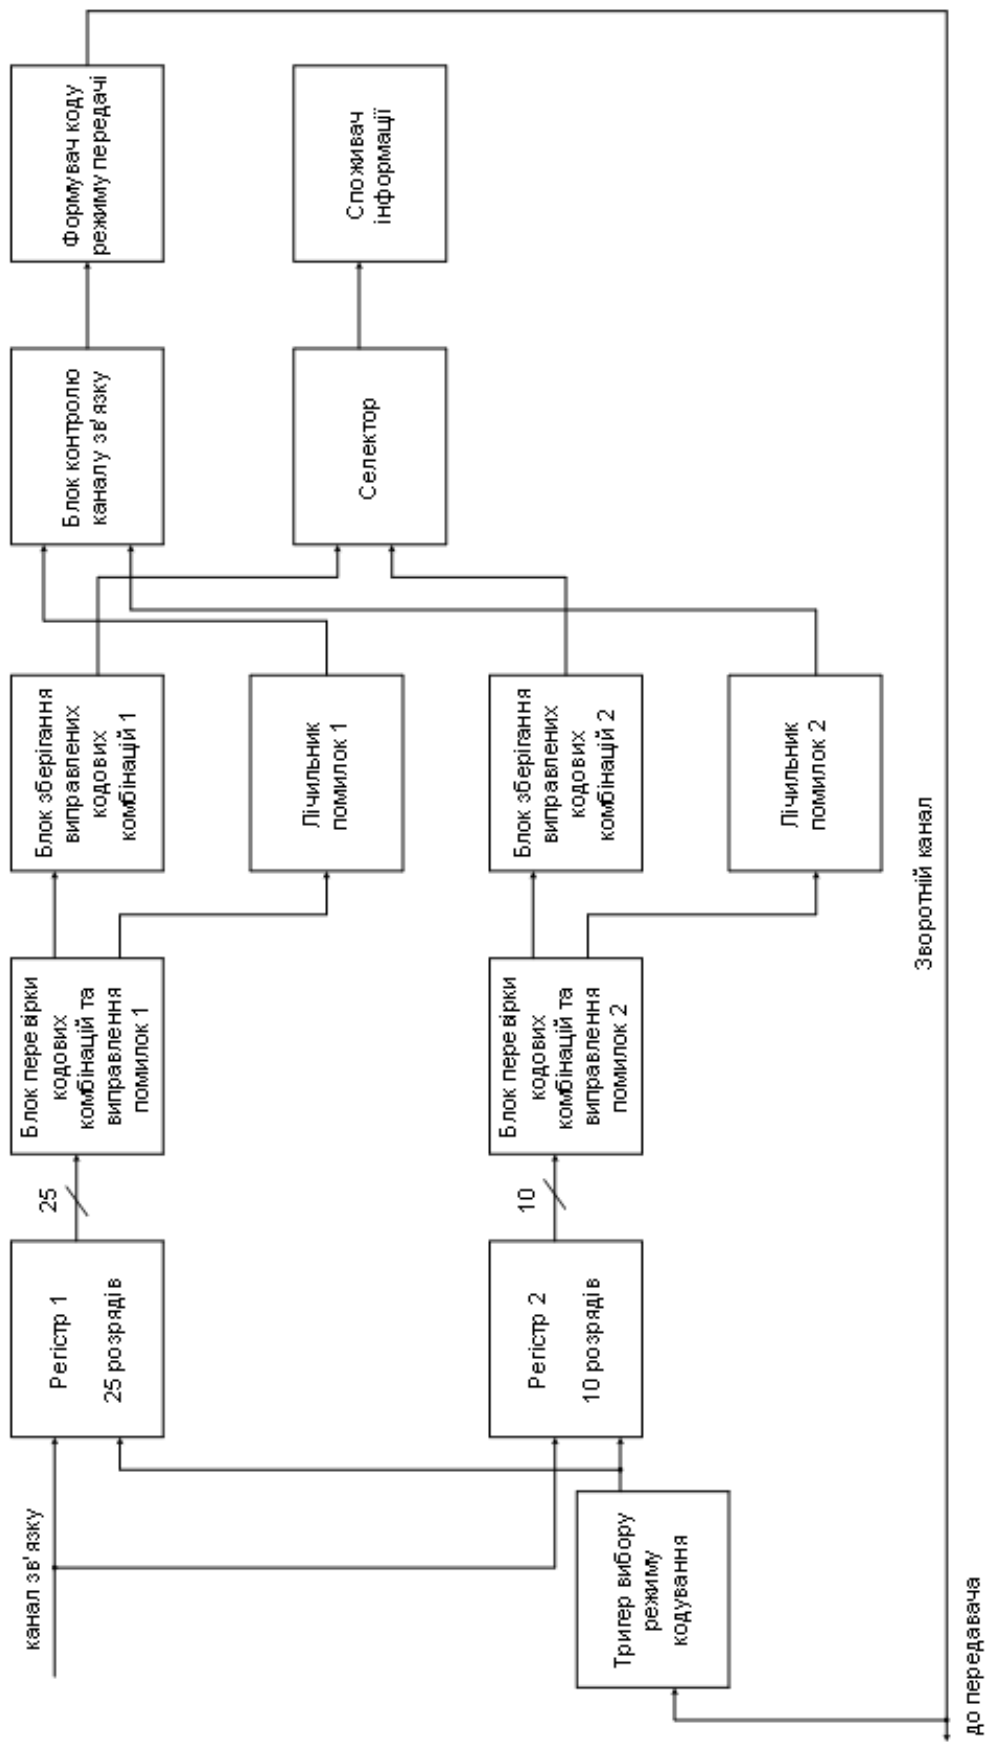 канал зв'язку
Регістр 1
25 розрядів
25
Блок перевірки
кодових
комбінацій та
виправлення
помилок 1
Блок зберігання
виправлених
кодових
комбінацій 1
Лічильник
помилок 1
Блок контролю
каналу зв'язку
Формувач коду
режиму передачі
Тригер вибору
режиму
кодування
Регістр 2
10 розрядів
10
Блок перевірки
кодових
комбінацій та
виправлення
помилок 2
Блок зберігання
виправлених
кодових
комбінацій 2
Лічильник
помилок 2
Селектор
Споживач
інформації
Зворотній канал
до передавача